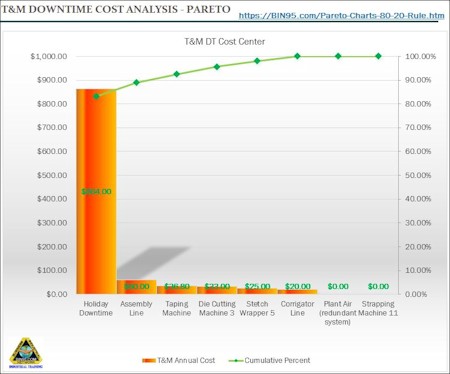 T&M DOWNTIME COST ANALYSIS - PARETO
https://BIN95.com/Pareto-Charts-80-20-Rule.htm
T&M DT Cost Center
$1,000.00 100.00%
$900.00 90.00%
$800.00 80.00%
$700.00 70.00%
$600.00 60.00%
$500.00 50.00%
$400.00 40.00%
$300.00 30.00%
$200.00 20.00%
$100.00 10.00%
$0.00 0.00%
$60.00 $25.00 $20.00 $0.00 $0.00
Holiday Assembly Taping Die Cutting Stetch Corrigator Plant Air Strapping
Downtime Line Machine Machine 3 Wrapper 5 Line (redundant Machine 11
system)
T&M Annual Cost Cumulative Percent